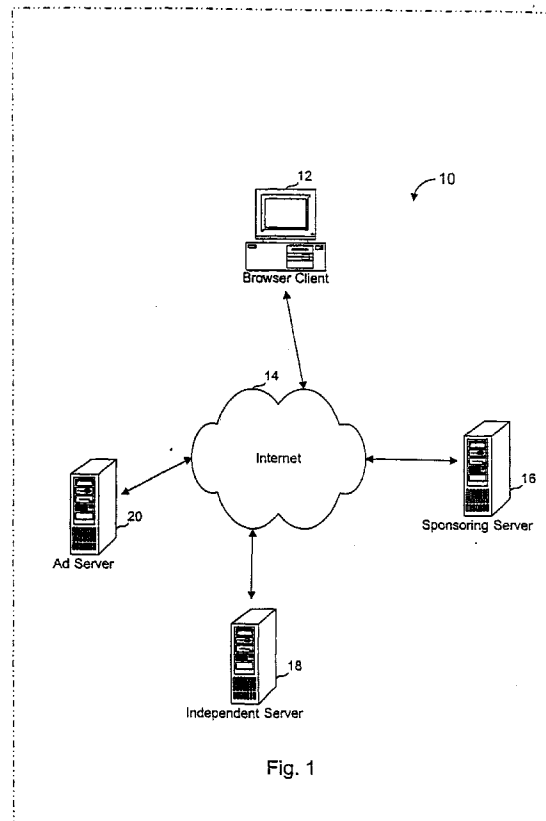 12
10
Browser Client
14
Internet
16
Sponsoring Server
20
Ad Server
18
Independent Server
Fig. 1